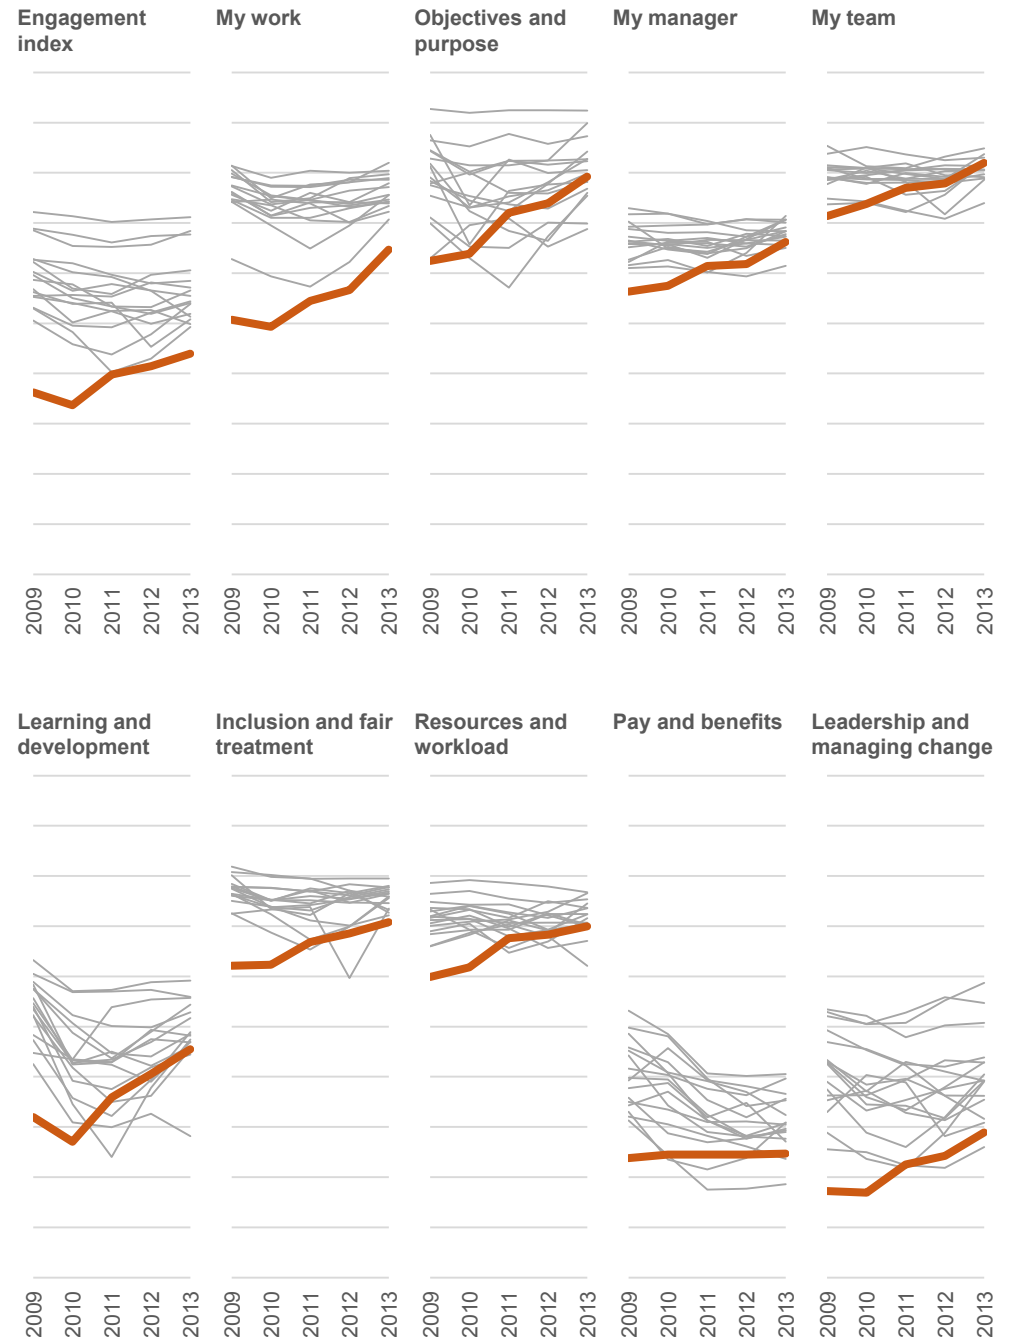 Engagement
index
My work
Objectives and
purpose
My manager
My team
2009 2010 2011 2012 2013
2009 2010 2011 2012 2013
2009 2010 2011 2012 2013
2009 2010 2011 2012 2013
2009 2010 2011 2012 2013
Learning and
development
Inclusion and fair
treatment
Resources and
workload
Pay and benefits
Leadership and
managing change
2009 2010 2011 2012 2013
2009 2010 2011 2012 2013
2009 2010 2011 2012 2013
2009 2010 2011 2012 2013
2009 2010 2011 2012 2013